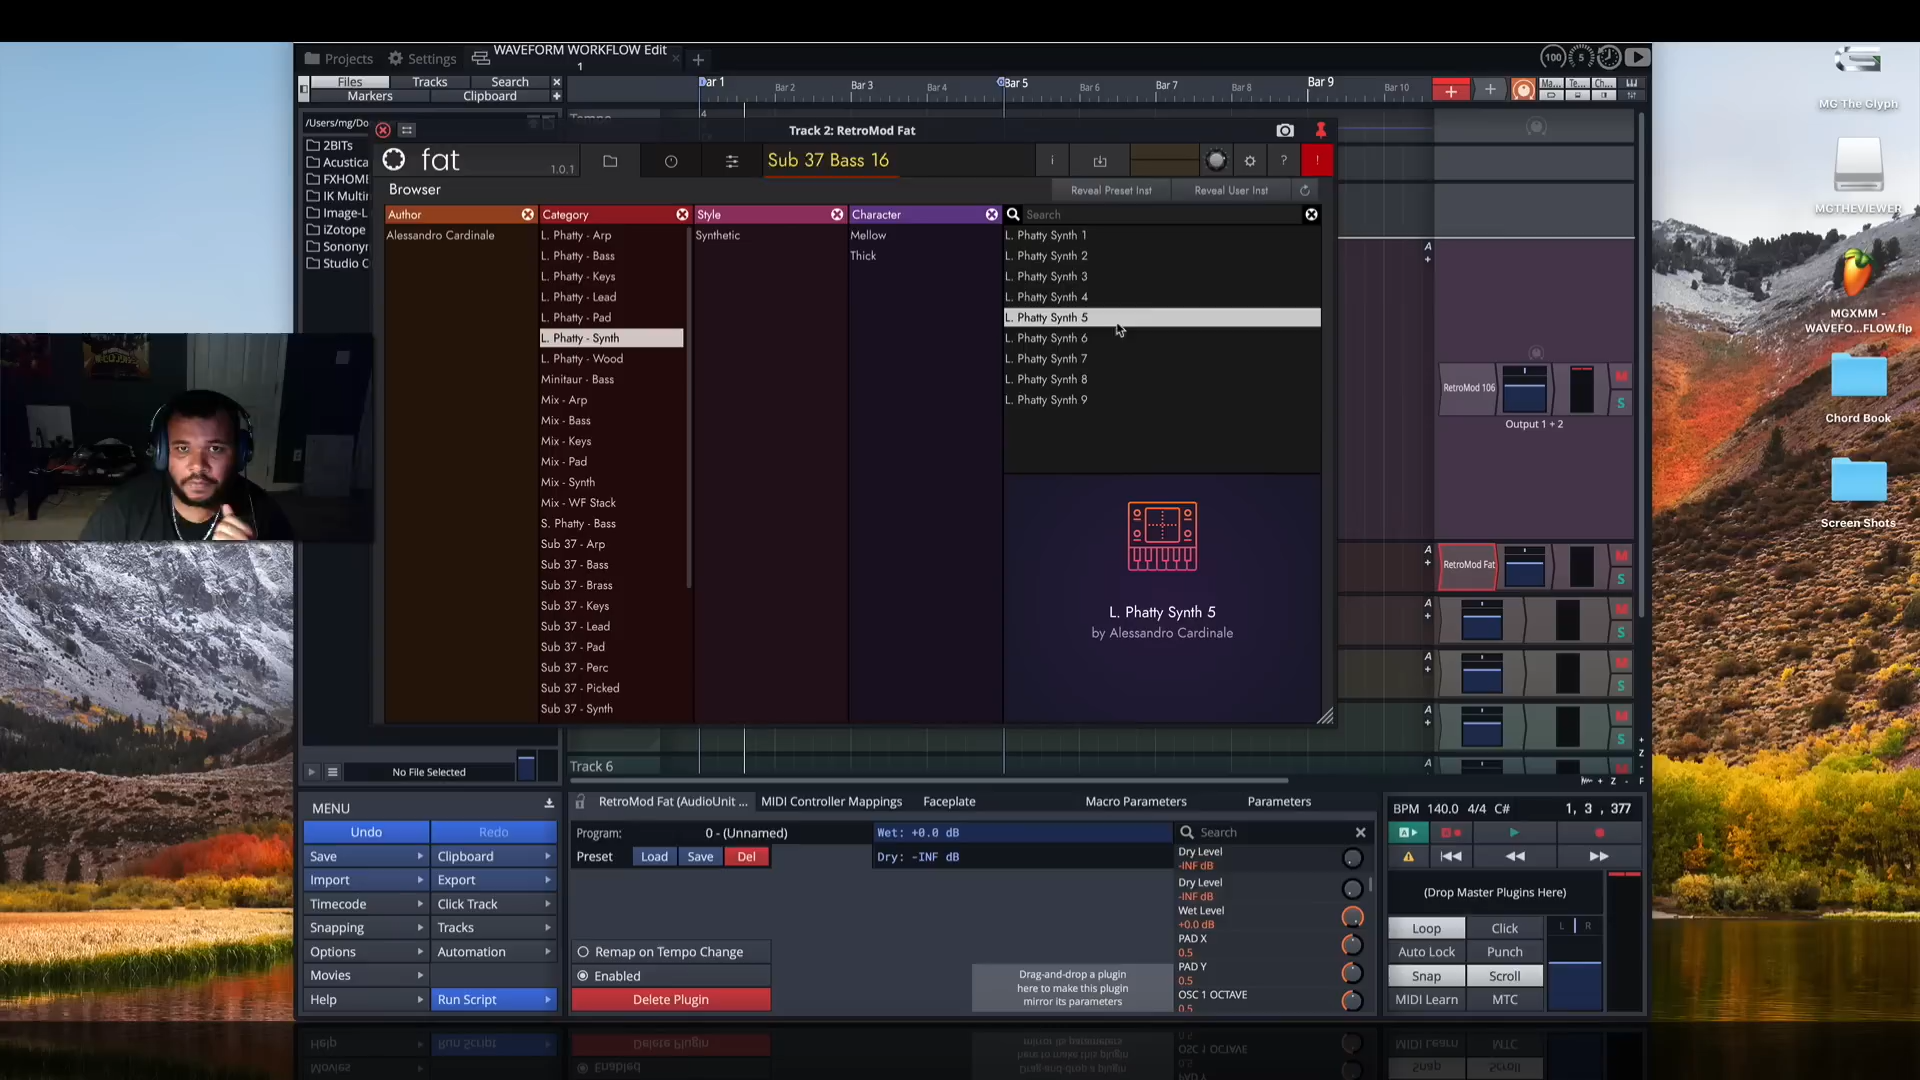 Projects
Settings
WAVEFORM WORKFLOW Edit
1
100
5
Files
Tracks
Search
Markers
Clipboard
Bar 1
Bar 2
Bar 3
Bar 4
Bar 5
Bar 6
Bar 7
Bar 8
Bar 9
Bar 10
Ma...
Te...
Ch...
/Users/mg/Do
Tempo
4
2BITs
Acustica
FXHOME
IK Multi
Image-L
iZotope
Sonony
Studio C
Track 2: RetroMod Fat
fat
1.0.1
Sub 37 Bass 16
i
?
!
Browser
Reveal Preset Inst
Reveal User Inst
Author
Category
Style
Character
Search
Alessandro Cardinale
L. Phatty - Arp
L. Phatty - Bass
L. Phatty - Keys
L. Phatty - Lead
L. Phatty - Pad
L. Phatty - Synth
L. Phatty - Wood
Minitaur - Bass
Mix - Arp
Mix - Bass
Mix - Keys
Mix - Pad
Mix - Synth
Mix - WF Stack
S. Phatty - Bass
Sub 37 - Arp
Sub 37 - Bass
Sub 37 - Brass
Sub 37 - Keys
Sub 37 - Lead
Sub 37 - Pad
Sub 37 - Perc
Sub 37 - Picked
Sub 37 - Synth
Synthetic
Mellow
Thick
L. Phatty Synth 1
L. Phatty Synth 2
L. Phatty Synth 3
L. Phatty Synth 4
L. Phatty Synth 5
L. Phatty Synth 6
L. Phatty Synth 7
L. Phatty Synth 8
L. Phatty Synth 9
L. Phatty Synth 5
by Alessandro Cardinale
A
RetroMod 106
M
S
Output 1 + 2
A
RetroMod Fat
M
S
A
M
S
A
M
S
A
M
S
A
Track 6
Z
F
MG The Glyph
MGTHEVIEWER
MGXMM -
WAVEFO...FLOW.flp
Chord Book
Screen Shots
No File Selected
MENU
Undo
Redo
Save
Clipboard
Import
Export
Timecode
Click Track
Snapping
Tracks
Options
Automation
Movies
Help
Run Script
RetroMod Fat (AudioUnit ...
MIDI Controller Mappings
Faceplate
Macro Parameters
Parameters
Program:
0 - (Unnamed)
Preset
Load
Save
Del
Wet: +0.0 dB
Dry: -INF dB
Search
Dry Level
-INF dB
Dry Level
-INF dB
Wet Level
+0.0 dB
PAD X
0.5
PAD Y
0.5
OSC 1 OCTAVE
0.5
Remap on Tempo Change
Enabled
Delete Plugin
Drag-and-drop a plugin
here to make this plugin
mirror its parameters
BPM 140.0 4/4 C#
1, 3 , 377
(Drop Master Plugins Here)
Loop
Click
Auto Lock
Punch
Snap
Scroll
MIDI Learn
MTC
L
R